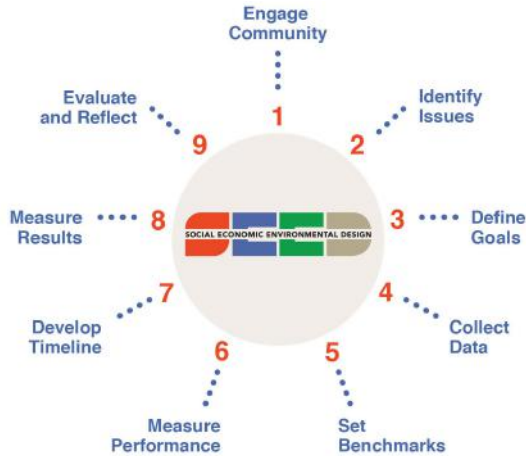 Engage
Community
1
Identify
Issues
2
Define
Goals
3
Collect
Data
4
Set
Benchmarks
5
Measure
Performance
6
Develop
Timeline
7
Measure
Results
8
Evaluate
and Reflect
9
SOCIAL ECONOMIC ENVIRONMENTAL DESIGN